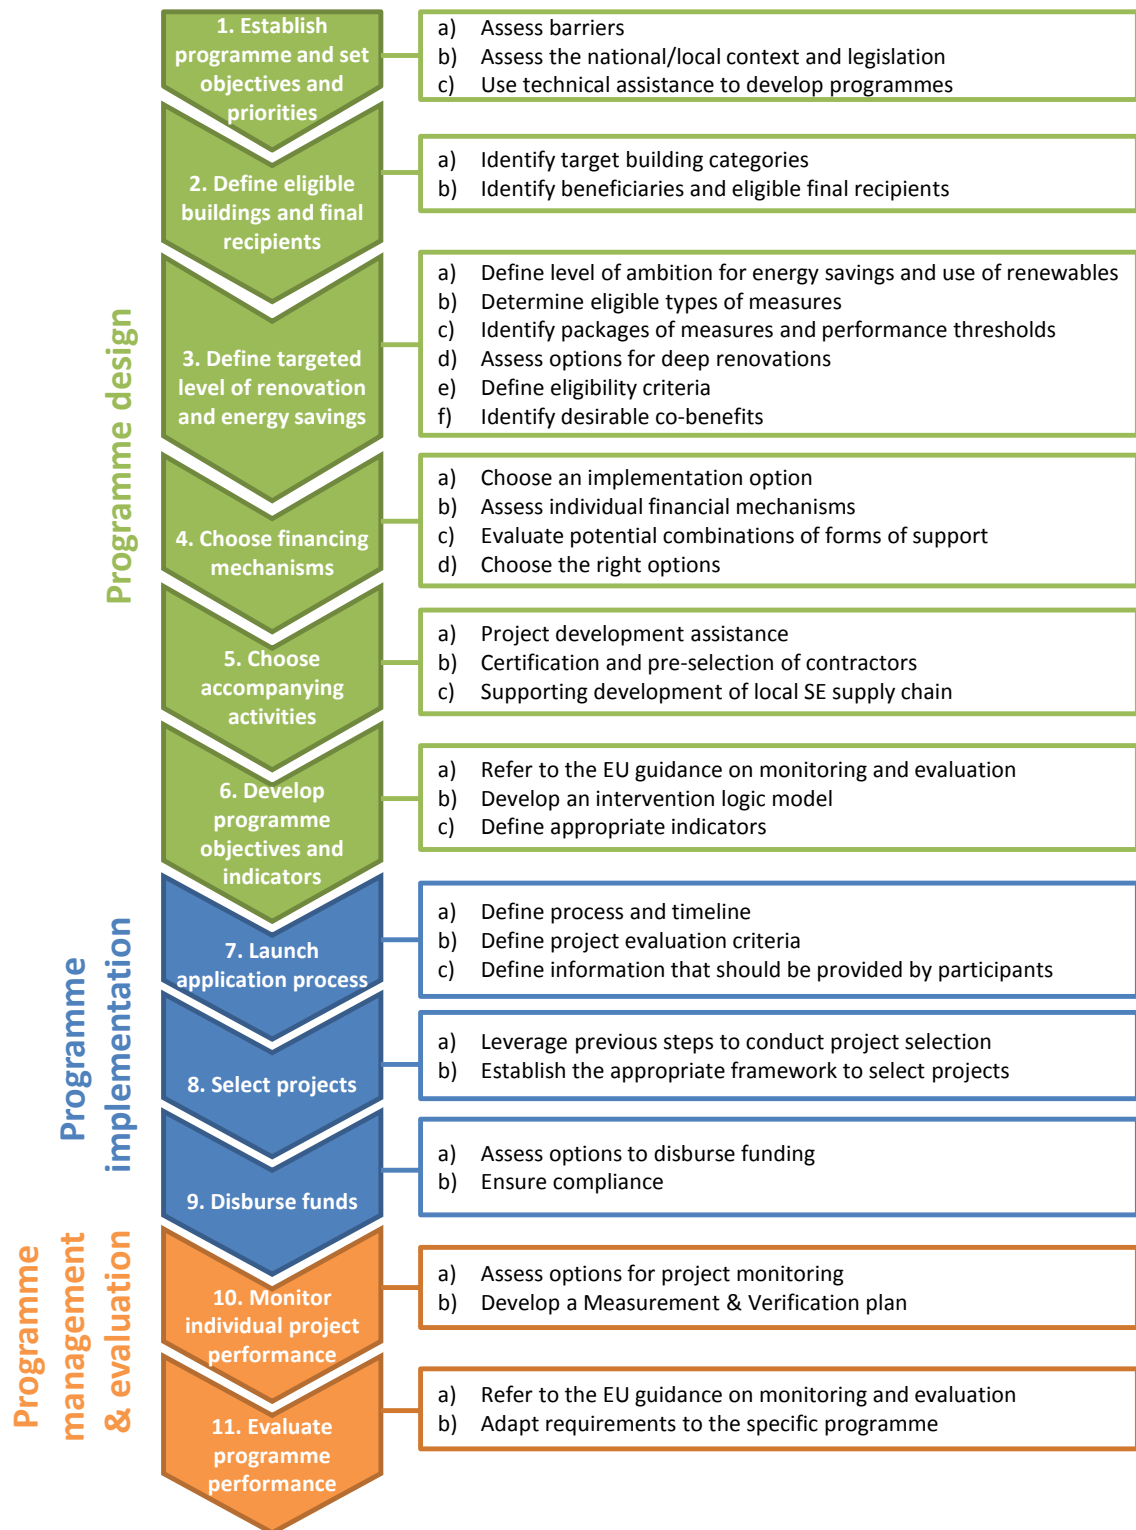 Programme design
1. Establish
programme and set
objectives and
priorities
a) Assess barriers
b) Assess the national/local context and legislation
c) Use technical assistance to develop programmes
2. Define eligible
buildings and final
recipients
a) Identify target building categories
b) Identify beneficiaries and eligible final recipients
3. Define targeted
level of renovation
and energy savings
a) Define level of ambition for energy savings and use of renewables
b) Determine eligible types of measures
c) Identify packages of measures and performance thresholds
d) Assess options for deep renovations
e) Define eligibility criteria
f) Identify desirable co-benefits
4. Choose financing
mechanisms
a) Choose an implementation option
b) Assess individual financial mechanisms
c) Evaluate potential combinations of forms of support
d) Choose the right options
5. Choose
accompanying
activities
a) Project development assistance
b) Certification and pre-selection of contractors
c) Supporting development of local SE supply chain
6. Develop
programme
objectives and
indicators
a) Refer to the EU guidance on monitoring and evaluation
b) Develop an intervention logic model
c) Define appropriate indicators
Programme
implementation
7. Launch
application process
a) Define process and timeline
b) Define project evaluation criteria
c) Define information that should be provided by participants
8. Select projects
a) Leverage previous steps to conduct project selection
b) Establish the appropriate framework to select projects
9. Disburse funds
a) Assess options to disburse funding
b) Ensure compliance
Programme
management
& evaluation
10. Monitor
individual project
performance
a) Assess options for project monitoring
b) Develop a Measurement & Verification plan
11. Evaluate
programme
performance
a) Refer to the EU guidance on monitoring and evaluation
b) Adapt requirements to the specific programme